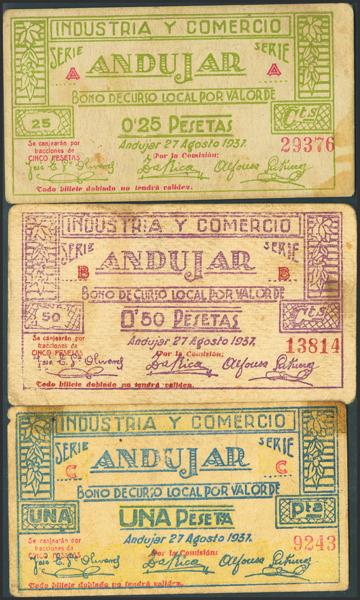 INDUSTRIA Y COMERCIO
SERIE ANDUJAR SERIE
A A
BONO DE CURSO LOCAL POR VALOR DE
25 0'25 PESETAS Cts.
Se canjearán por
fracciones de
CINCO PESETAS
Andujar 27 Agosto 1937.
29376
Por la Comisión:
Todo billete doblado no tendrá validez.
INDUSTRIA Y COMERCIO
SERIE ANDUJAR SERIE
B B
BONO DE CURSO LOCAL POR VALOR DE
50 0'50 PESETAS Cts.
Se canjearán por
fracciones de
CINCO PESETAS
Andujar 27 Agosto 1937.
13814
Por la Comisión:
Todo billete doblado no tendrá validez.
INDUSTRIA Y COMERCIO
SERIE ANDUJAR SERIE
C C
BONO DE CURSO LOCAL POR VALOR DE
UNA UNA PESETA Pta
Se canjearán por
fracciones de
CINCO PESETAS
Andujar 27 Agosto 1937.
9243
Por la Comisión:
Todo billete doblado no tendrá validez.